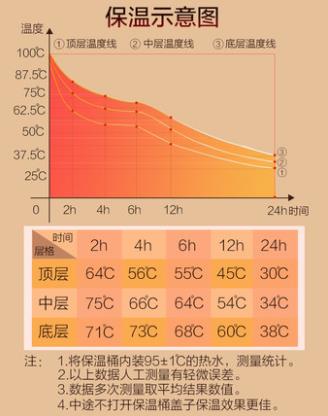 保温示意图
温度
①顶层温度线 ②中层温度线 ③底层温度线
100℃
87.5℃
75℃
62.5℃
50℃
37.5℃
25℃
③
②
①
0 2h 4h 6h 12h 24h 时间
时间 层格 2h 4h 6h 12h 24h
顶层 64℃ 56℃ 55℃ 45℃ 30℃
中层 75℃ 66℃ 64℃ 54℃ 34℃
底层 71℃ 73℃ 68℃ 60℃ 38℃
注： 1.将保温桶内装95±1℃的热水，测量统计。
2.以上数据人工测量有轻微误差。
3.数据多次测量取平均结果数值。
4.中途不打开保温桶盖子保温效果更佳。